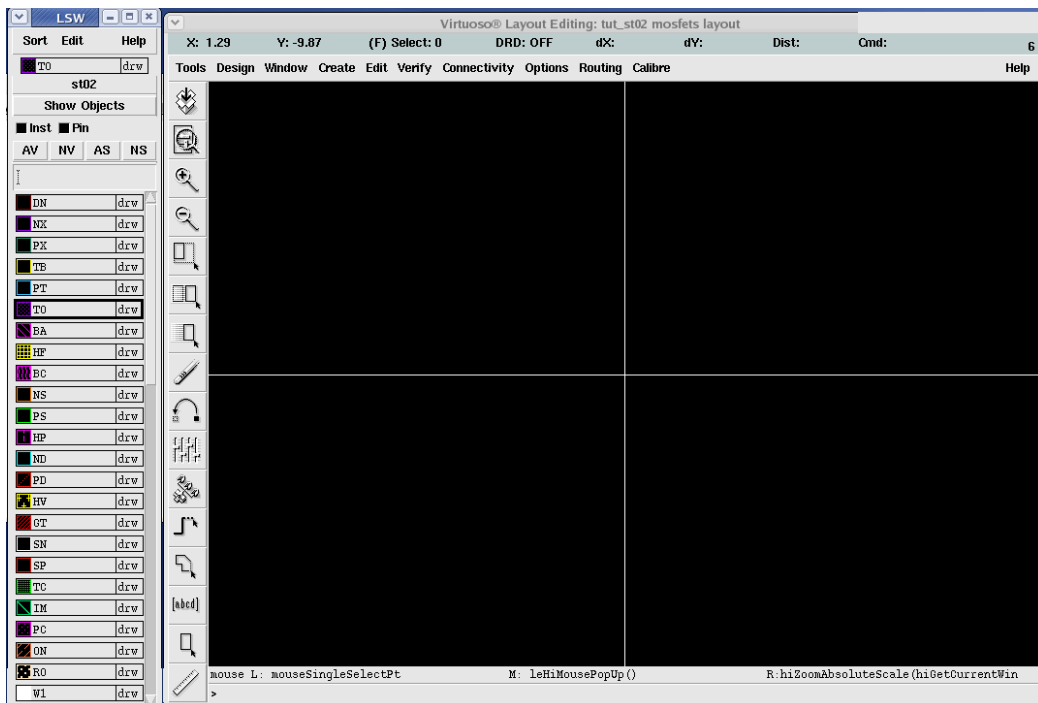 LSW
Sort Edit Help
T0 drw
st02
Show Objects
Inst Pin
AV NV AS NS
DN drw
NX drw
PX drw
TB drw
PT drw
T0 drw
BA drw
HF drw
BC drw
NS drw
PS drw
HP drw
ND drw
PD drw
HV drw
GT drw
SN drw
SP drw
TC drw
IM drw
PC drw
ON drw
RO drw
W1 drw
Virtuoso® Layout Editing: tut_st02 mosfets layout
X: 1.29 Y: -9.87 (F) Select: 0 DRD: OFF dX: dY: Dist: Cmd: 6
Tools Design Window Create Edit Verify Connectivity Options Routing Calibre Help
[abcd]
mouse L: mouseSingleSelectPt M: leHiMousePopUp() R:hiZoomAbsoluteScale(hiGetCurrentWin
>